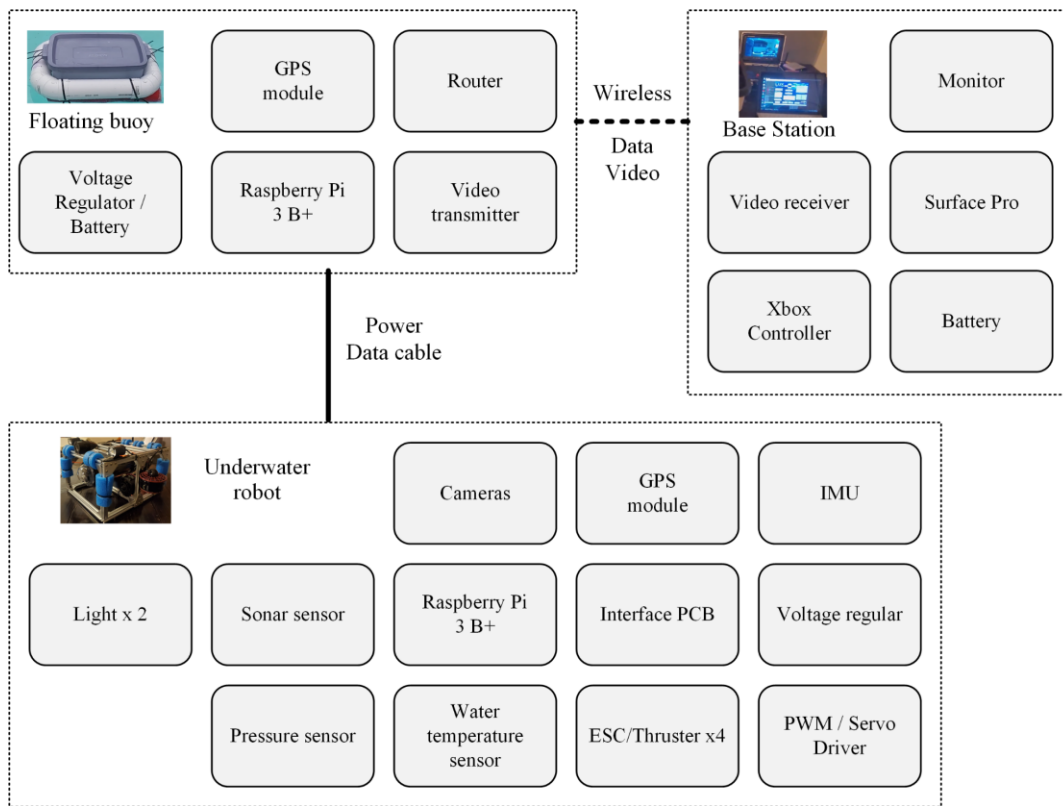 Floating buoy
GPS
module
Router
Voltage
Regulator /
Battery
Raspberry Pi
3 B+
Video
transmitter
Wireless
Data
Video
Base Station
Monitor
Video receiver
Surface Pro
Xbox
Controller
Battery
Power
Data cable
Underwater
robot
Cameras
GPS
module
IMU
Light x 2
Sonar sensor
Raspberry Pi
3 B+
Interface PCB
Voltage regular
Pressure sensor
Water
temperature
sensor
ESC/Thruster x4
PWM / Servo
Driver